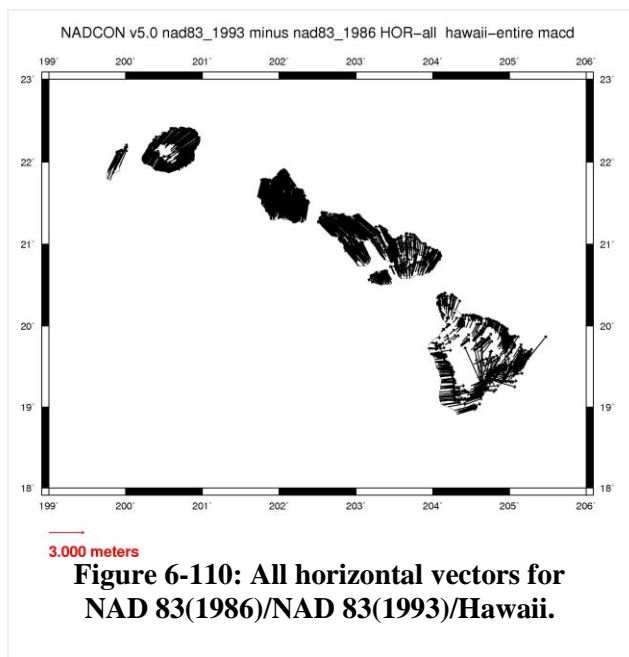 NADCON v5.0 nad83_1993 minus nad83_1986 HOR-all hawaii-entire macd
199° 200° 201° 202° 203° 204° 205° 206°
23° 23°
22° 22°
21° 21°
20° 20°
19° 19°
18° 18°
199° 200° 201° 202° 203° 204° 205° 206°
3.000 meters
Figure 6-110: All horizontal vectors for
NAD 83(1986)/NAD 83(1993)/Hawaii.